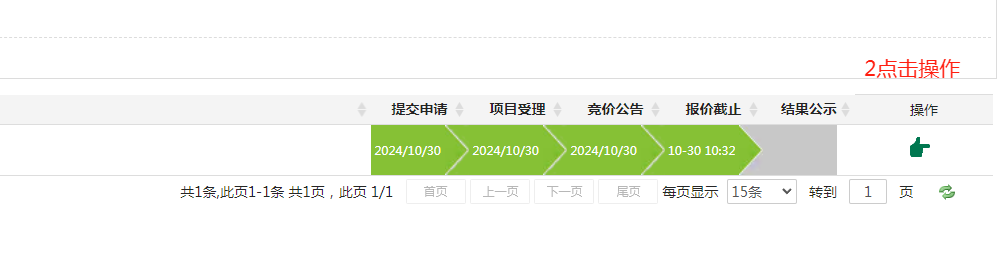 2点击操作
提交申请 项目受理 竞价公告 报价截止 结果公示 操作
2024/10/30 2024/10/30 2024/10/30 10-30 10:32
共1条,此页1-1条 共1页，此页 1/1 首页 上一页 下一页 尾页 每页显示 15条 转到 1 页